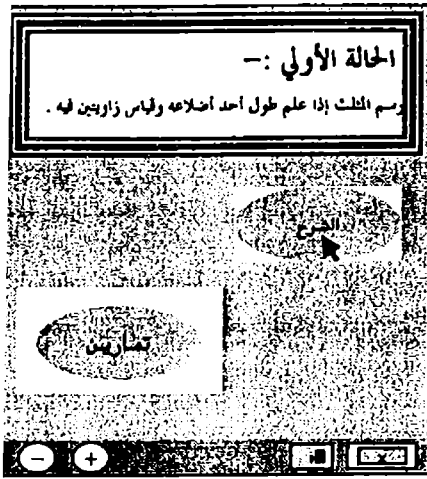 الحالة الأولي :–
رسم المثلث إذا علم طول أحد أضلاعه وقياس زاويتين فيه .
الشرح
تمارين
– +